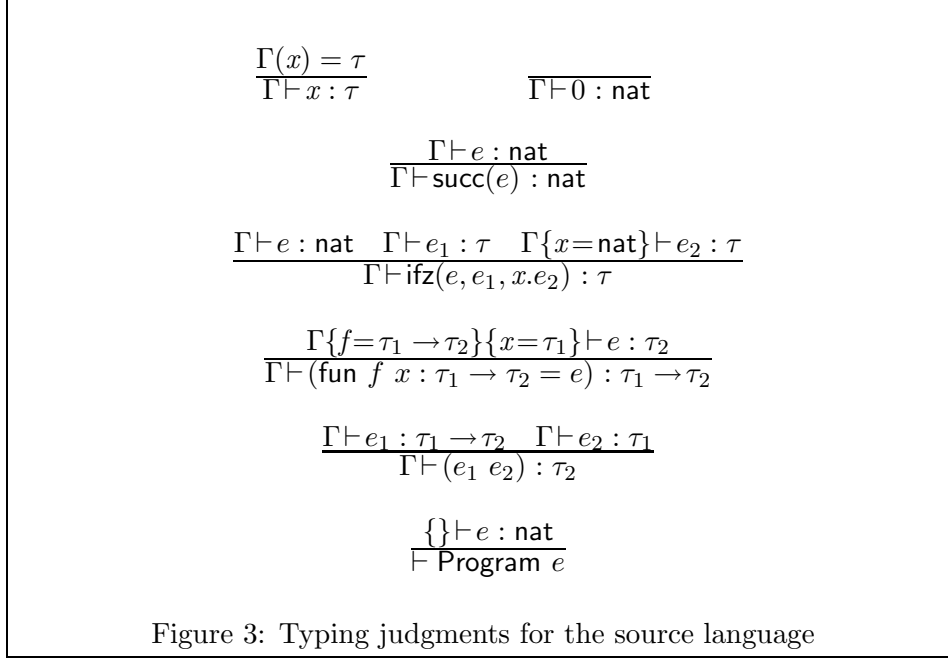 Γ(x) = τ
Γ ⊢ x : τ
Γ ⊢ 0 : nat
Γ ⊢ e : nat
Γ ⊢ succ(e) : nat
Γ ⊢ e : nat Γ ⊢ e₁ : τ Γ{x=nat} ⊢ e₂ : τ
Γ ⊢ ifz(e, e₁, x.e₂) : τ
Γ{f=τ₁ →τ₂}{x=τ₁} ⊢ e : τ₂
Γ ⊢ (fun f x : τ₁ → τ₂ = e) : τ₁ →τ₂
Γ ⊢ e₁ : τ₁ →τ₂ Γ ⊢ e₂ : τ₁
Γ ⊢ (e₁ e₂) : τ₂
{} ⊢ e : nat
⊢ Program e
Figure 3: Typing judgments for the source language